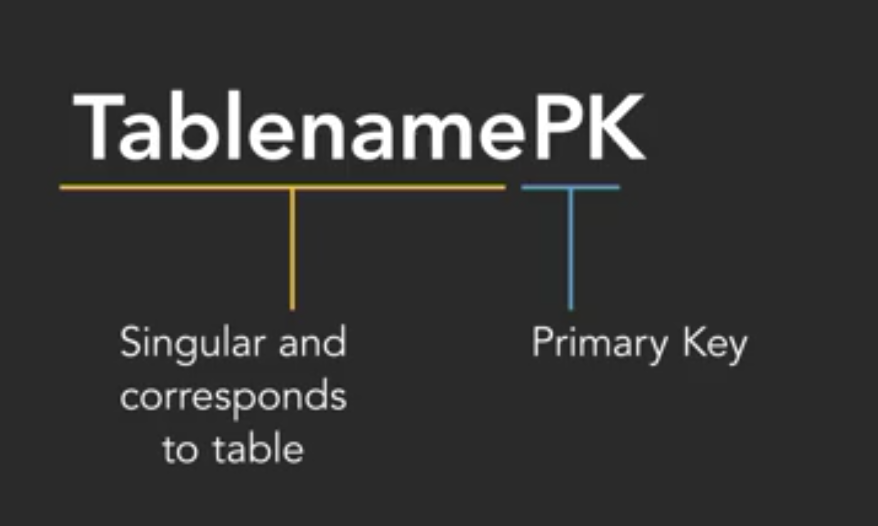 TablenamePK
Singular and
corresponds
to table
Primary Key